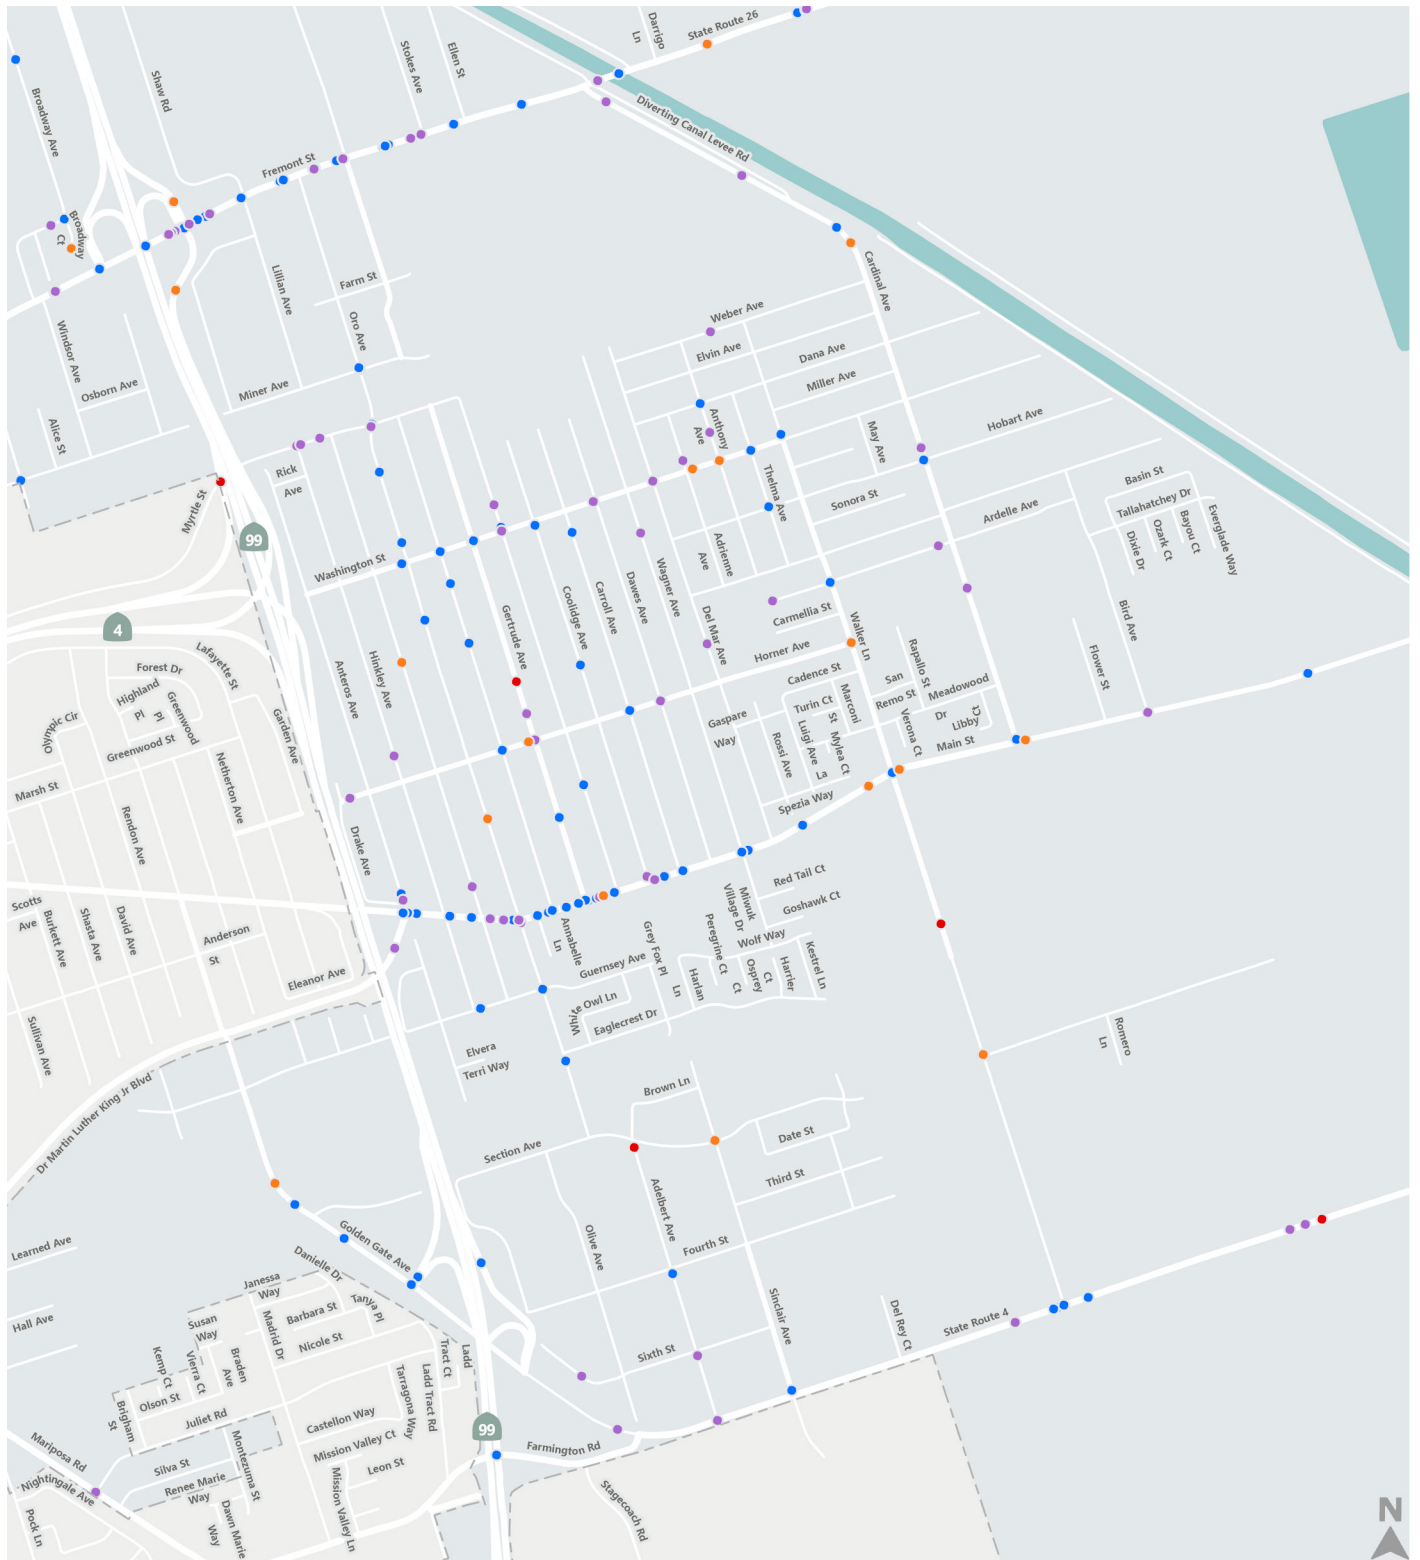 State Route 26
Darrigo
Ln
Stokes Ave
Ellen St
Shaw Rd
Broadway Ave
Diverting Canal Levee Rd
Fremont St
Broadway
Ct
Cardinal Ave
Lillian Ave
Farm St
Weber Ave
Oro Ave
Windsor Ave
Elvin Ave
Dana Ave
Miller Ave
Osborn Ave
Miner Ave
Alice St
Anthony
Ave
May Ave
Hobart Ave
Rick
Ave
Thelma Ave
Basin St
Myrtle St
Sonora St
Tallahatchey Dr
Ardelle Ave
Everglade Way
Bayou Ct
Ozark Ct
Dixie Dr
99
Washington St
Adrienne
Ave
Wagner Ave
Dawes Ave
Carroll Ave
Coolidge Ave
Gertrude Ave
Carmellia St
Bird Ave
4
Walker Ln
Del Mar Ave
Horner Ave
Lafayette St
Forest Dr
Anteros Ave
Hinkley Ave
Cadence St
Rapallo St
San
Remo St
Flower St
Highland
Pl
Greenwood
Pl
Meadowood
Dr
Libby
Ct
Olympic Cir
Turin Ct
Marconi
St
Gaspare
Way
Garden Ave
Greenwood St
Verona Ct
Main St
Rossi Ave
Luigi Ave
Mylea Ct
La
Spezia Way
Marsh St
Netherton Ave
Rendon Ave
Drake Ave
Red Tail Ct
Scotts
Ave
Burkett Ave
Shasta Ave
David Ave
Miwuk
Village Dr
Goshawk Ct
Anderson
St
Annabelle
Ln
Grey Fox Pl
Peregrine Ct
Wolf Way
Kestrel Ln
Eleanor Ave
Guernsey Ave
Harlan
Ln
Osprey
Ct
Harrier
Ct
White Owl Ln
Eaglecrest Dr
Sullivan Ave
Romero
Ln
Elvera
Terri Way
Dr Martin Luther King Jr Blvd
Brown Ln
Section Ave
Date St
Third St
Adelbert Ave
Olive Ave
Fourth St
Learned Ave
Golden Gate Ave
Danielle Dr
Janessa
Way
Barbara St
Tanja Pl
Sinclair Ave
Hall Ave
Susan
Way
Madrid Dr
Nicole St
Del Rey Ct
State Route 4
Kemp Ct
Vierra Ct
Braden
Ave
Sixth St
Ladd
Tract Ct
Ladd Tract Rd
Tarragona Way
Olson St
Brigham
St
Juliet Rd
Castellon Way
99
Mariposa Rd
Montezuma St
Mission Valley Ct
Farmington Rd
Silva St
Leon St
Nightingale Ave
Renee Marie
Way
Mission Valley Ln
Stagecoach Rd
Pock Ln
Dawn Marie
Way
N